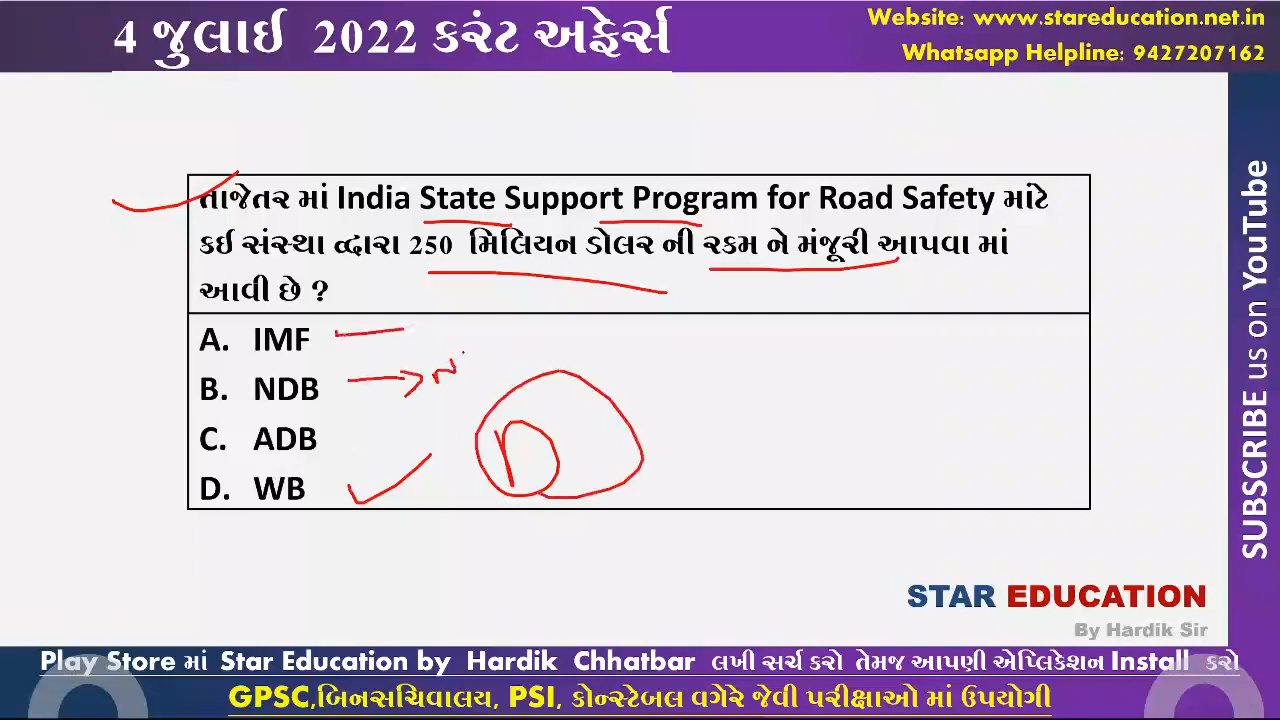 4 જુલાઈ 2022 કરંટ અફેર્સ
Website: www.stareducation.net.in
Whatsapp Helpline: 9427207162
તાજેતર માં India State Support Program for Road Safety માંટે
કઇ સંસ્થા વ્દારા 250 મિલિયન ડોલર ની રકમ ને મંજૂરી આપવા માં
આવી છે ?
A. IMF
B. NDB
C. ADB
D. WB
SUBSCRIBE us on YouTube
STAR EDUCATION
By Hardik Sir
Play Store માં Star Education by Hardik Chhatbar લખી સર્ચ કરો તેમજ આપણી એપ્લિકેશન Install કરો
GPSC,બિનસચિવાલય, PSI, કોન્સ્ટેબલ વગેરે જેવી પરીક્ષાઓ માં ઉપયોગી